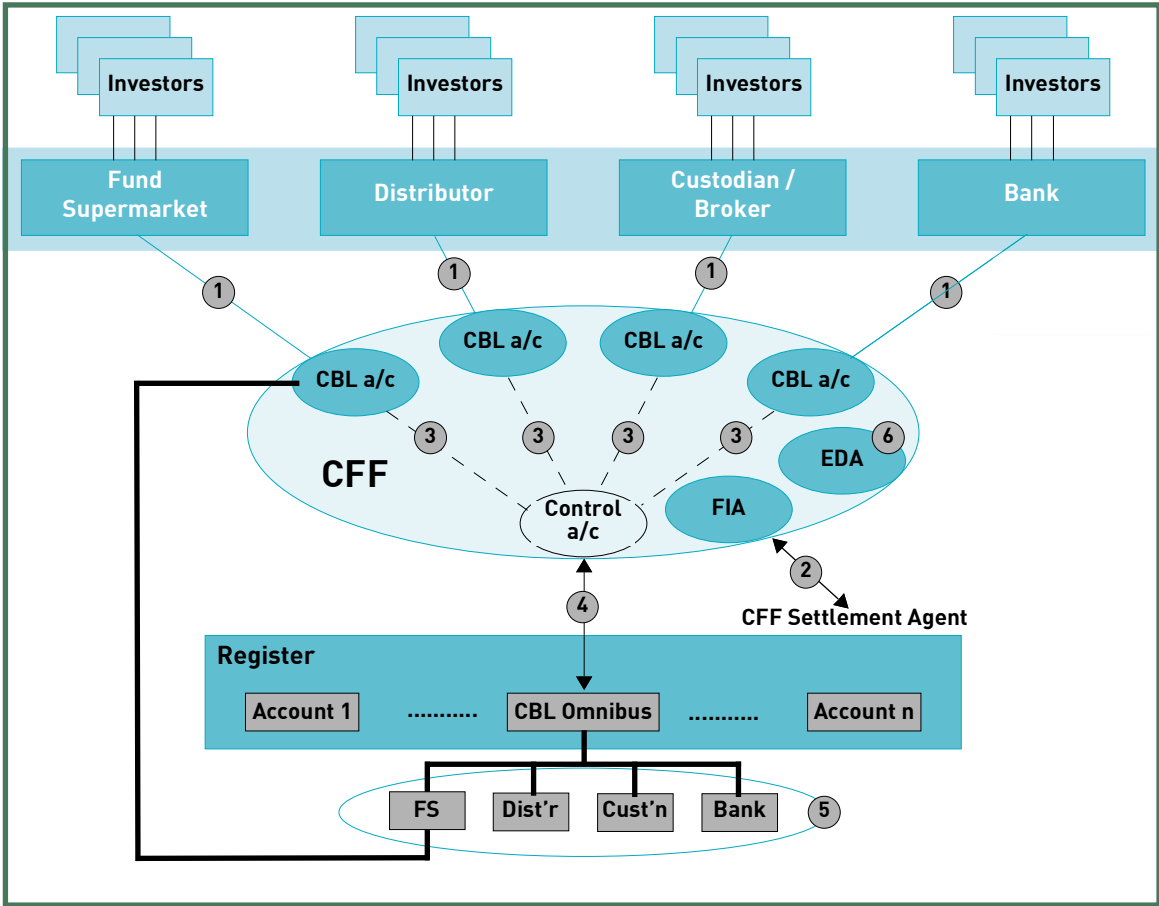 Investors
Investors
Investors
Investors
Fund
Supermarket
Distributor
Custodian /
Broker
Bank
1
1
1
1
CBL a/c
CBL a/c
CBL a/c
CBL a/c
3
3
3
3
6
EDA
CFF
FIA
Control
a/c
2
4
CFF Settlement Agent
Register
Account 1
...........
CBL Omnibus
...........
Account n
FS
Dist’r
Cust’n
Bank
5